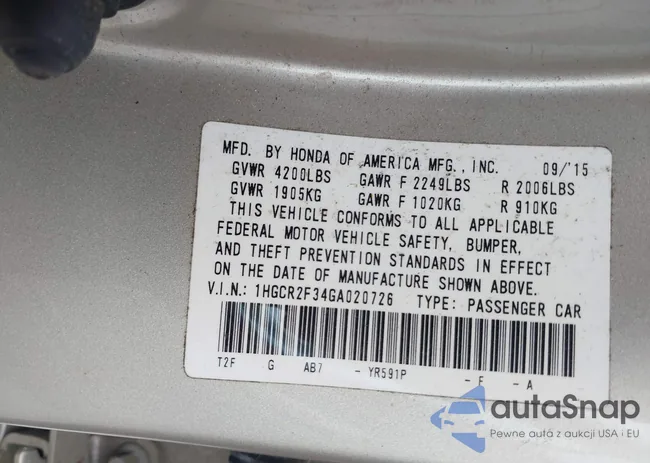 MFD. BY HONDA OF AMERICA MFG., INC. 09/'15
GVWR 4200LBS GAWR F 2249LBS R 2006LBS
GVWR 1905KG GAWR F 1020KG R 910KG
THIS VEHICLE CONFORMS TO ALL APPLICABLE
FEDERAL MOTOR VEHICLE SAFETY, BUMPER,
AND THEFT PREVENTION STANDARDS IN EFFECT
ON THE DATE OF MANUFACTURE SHOWN ABOVE.
V.I.N.: 1HGCR2F34GA020726 TYPE: PASSENGER CAR
T2F G AB7 - YR591P - F - A
autaSnap
Pewne autá z aukcji USA i EU